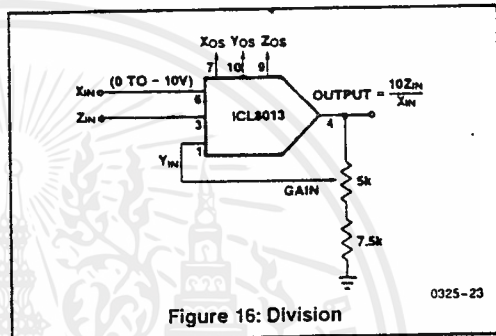 XOS YOS ZOS
7 10 9
XIN (0 TO - 10V) 6
ZIN 3
YIN 1
ICL8013
4
OUTPUT = 10ZIN
XIN
5k
GAIN
7.5k
0325-23
Figure 16: Division